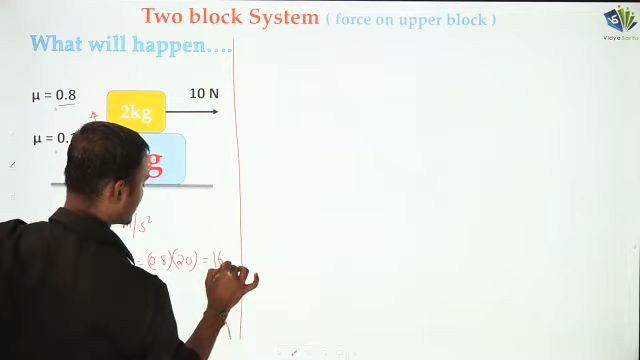 Two block System ( force on upper block )
What will happen....
μ = 0.8
2kg
10 N
μ = 0.
g
m/s²
= (0.8)(20) = 16
Vidya Sarthi